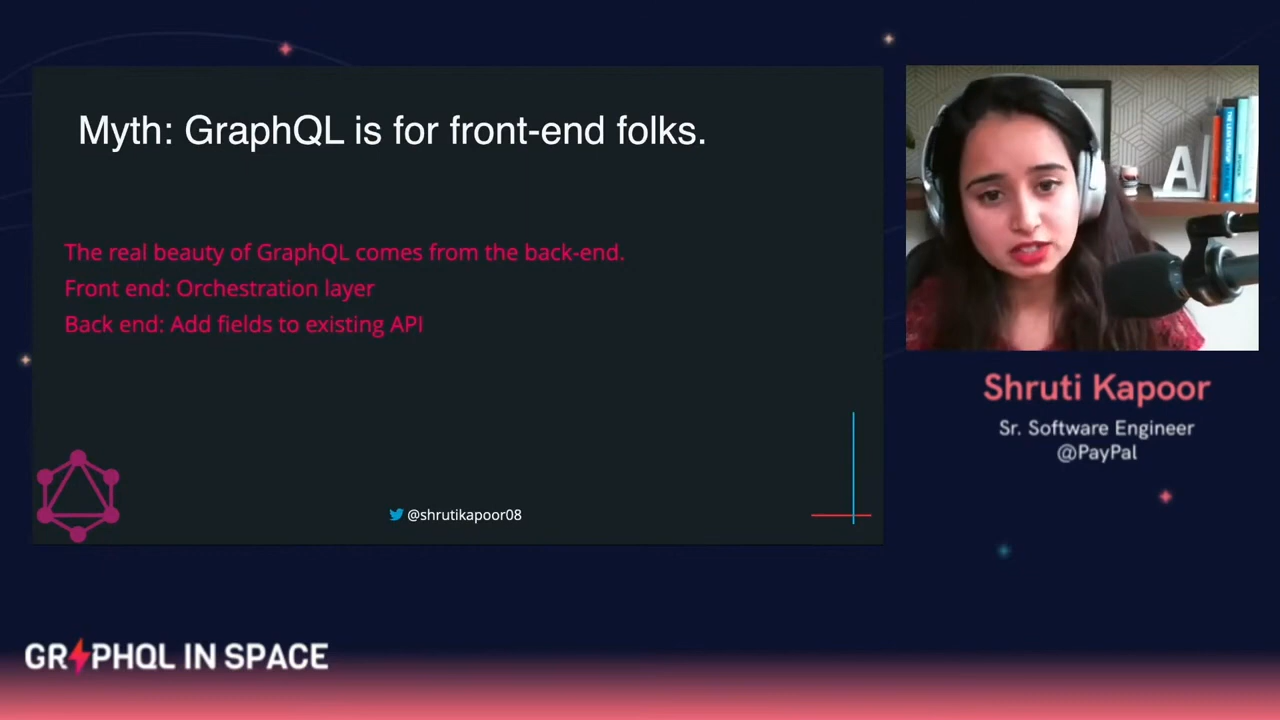 Myth: GraphQL is for front-end folks.
The real beauty of GraphQL comes from the back-end.
Front end: Orchestration layer
Back end: Add fields to existing API
@shrutikapoor08
A
Shruti Kapoor
Sr. Software Engineer
@PayPal
GRAPHQL IN SPACE